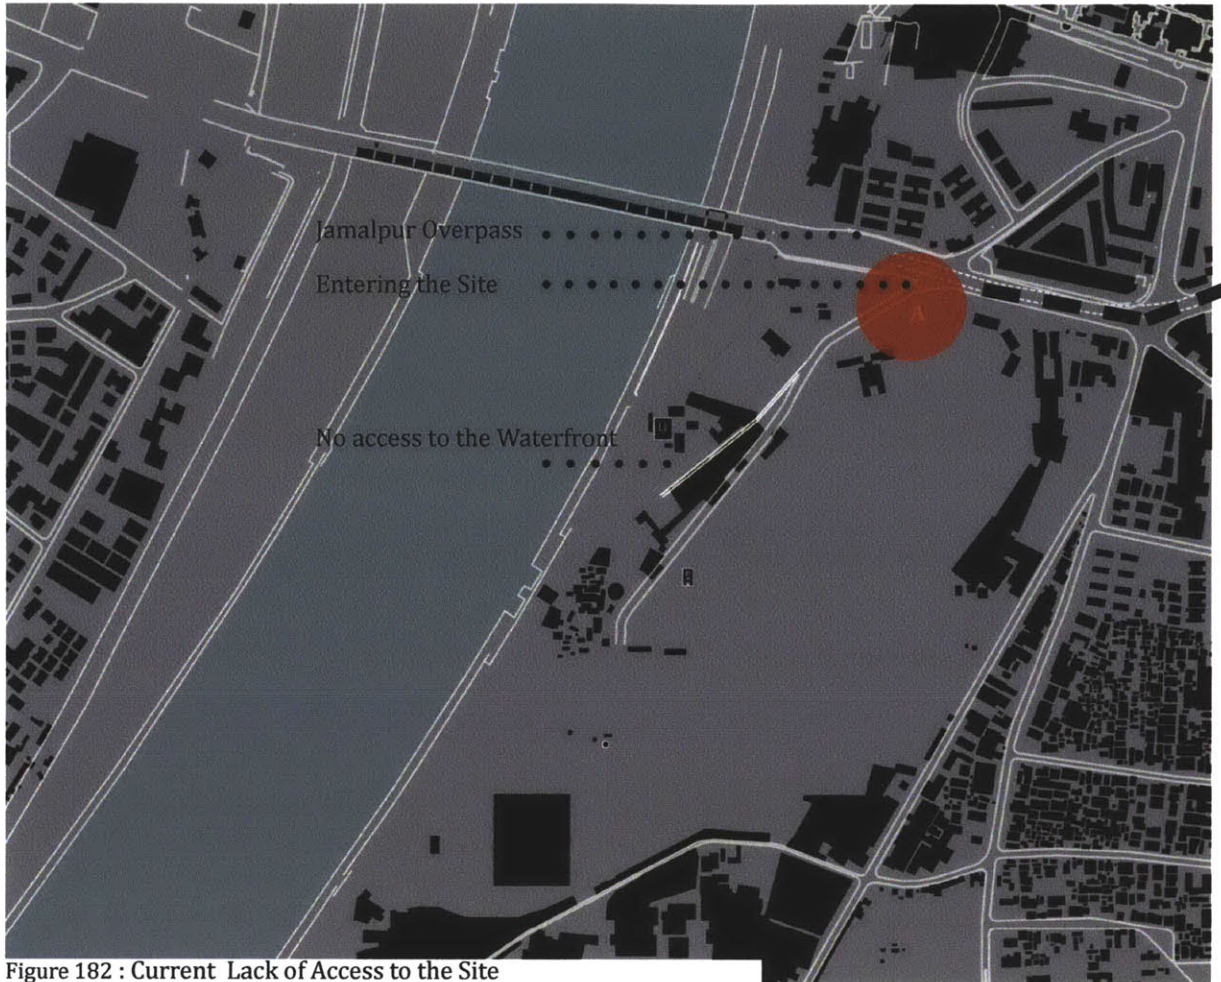 Jamalpur Overpass
Entering the Site
A
No access to the Waterfront
Figure 182 : Current Lack of Access to the Site